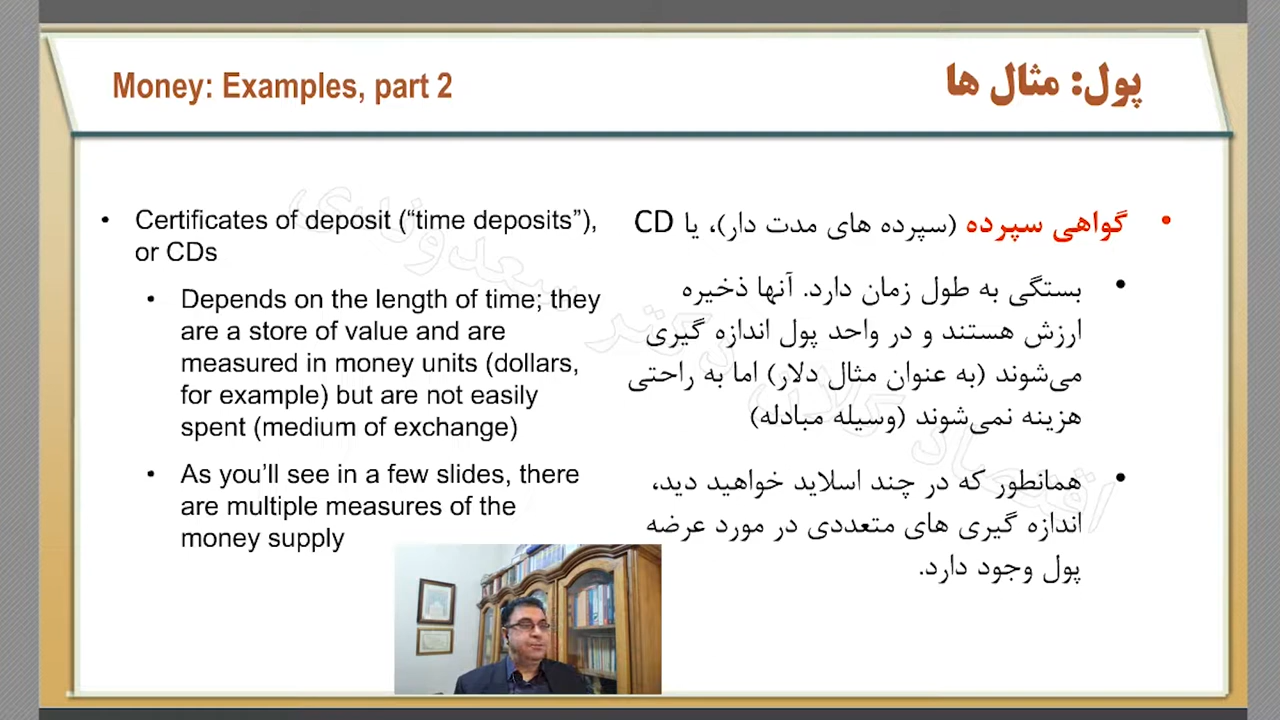 Money: Examples, part 2
پول: مثال ها
• Certificates of deposit (“time deposits”),
or CDs
• Depends on the length of time; they
are a store of value and are
measured in money units (dollars,
for example) but are not easily
spent (medium of exchange)
• As you’ll see in a few slides, there
are multiple measures of the
money supply
• گواهی سپرده (سپرده های مدت دار)، یا CD
• بستگی به طول زمان دارد. آنها ذخیره
ارزش هستند و در واحد پول اندازه گیری
می‌شوند (به عنوان مثال دلار) اما به راحتی
هزینه نمی‌شوند (وسیله مبادله)
• همانطور که در چند اسلاید خواهید دید،
اندازه گیری های متعددی در مورد عرضه
پول وجود دارد.
اقتصاد کلان دکتر سعدوندی